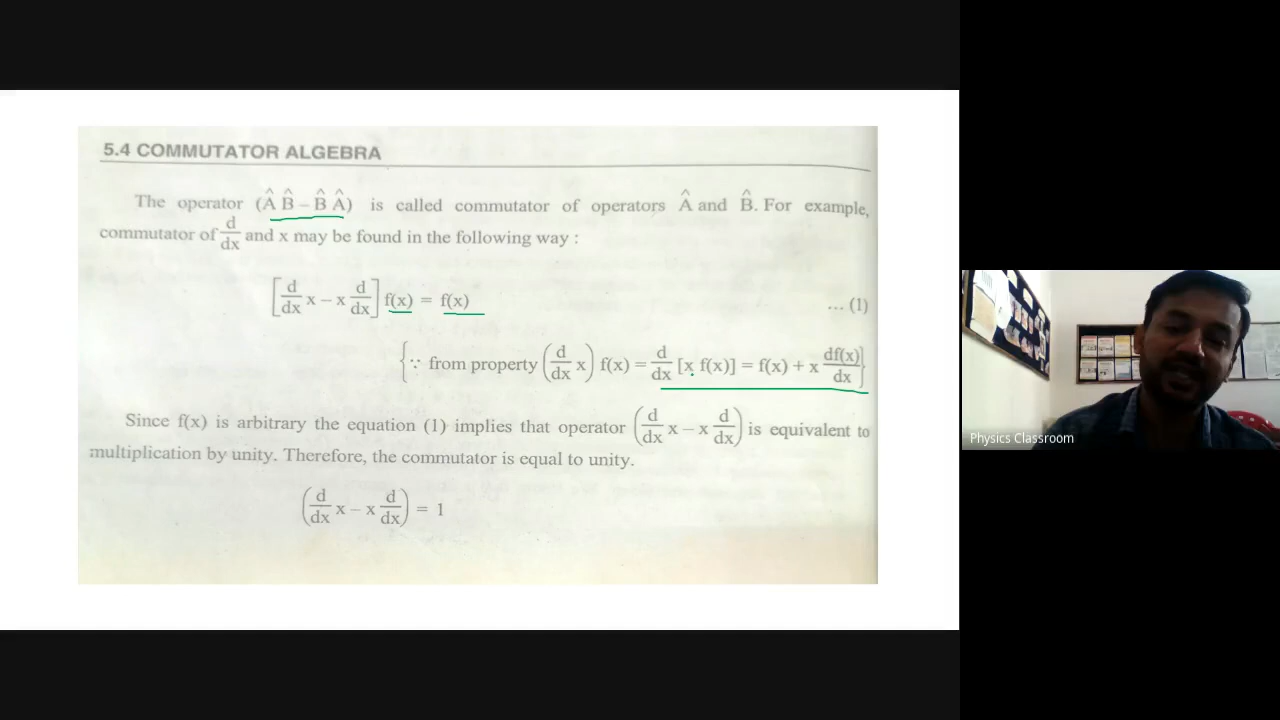 5.4 COMMUTATOR ALGEBRA
The operator (Â B̂ – B̂ Â) is called commutator of operators Â and B̂. For example,
commutator of d/dx and x may be found in the following way :
[d/dx x – x d/dx] f(x) = f(x) ... (1)
{∵ from property (d/dx x) f(x) = d/dx [x f(x)] = f(x) + x df(x)/dx}
Since f(x) is arbitrary the equation (1) implies that operator (d/dx x – x d/dx) is equivalent to
multiplication by unity. Therefore, the commutator is equal to unity.
(d/dx x – x d/dx) = 1
Physics Classroom